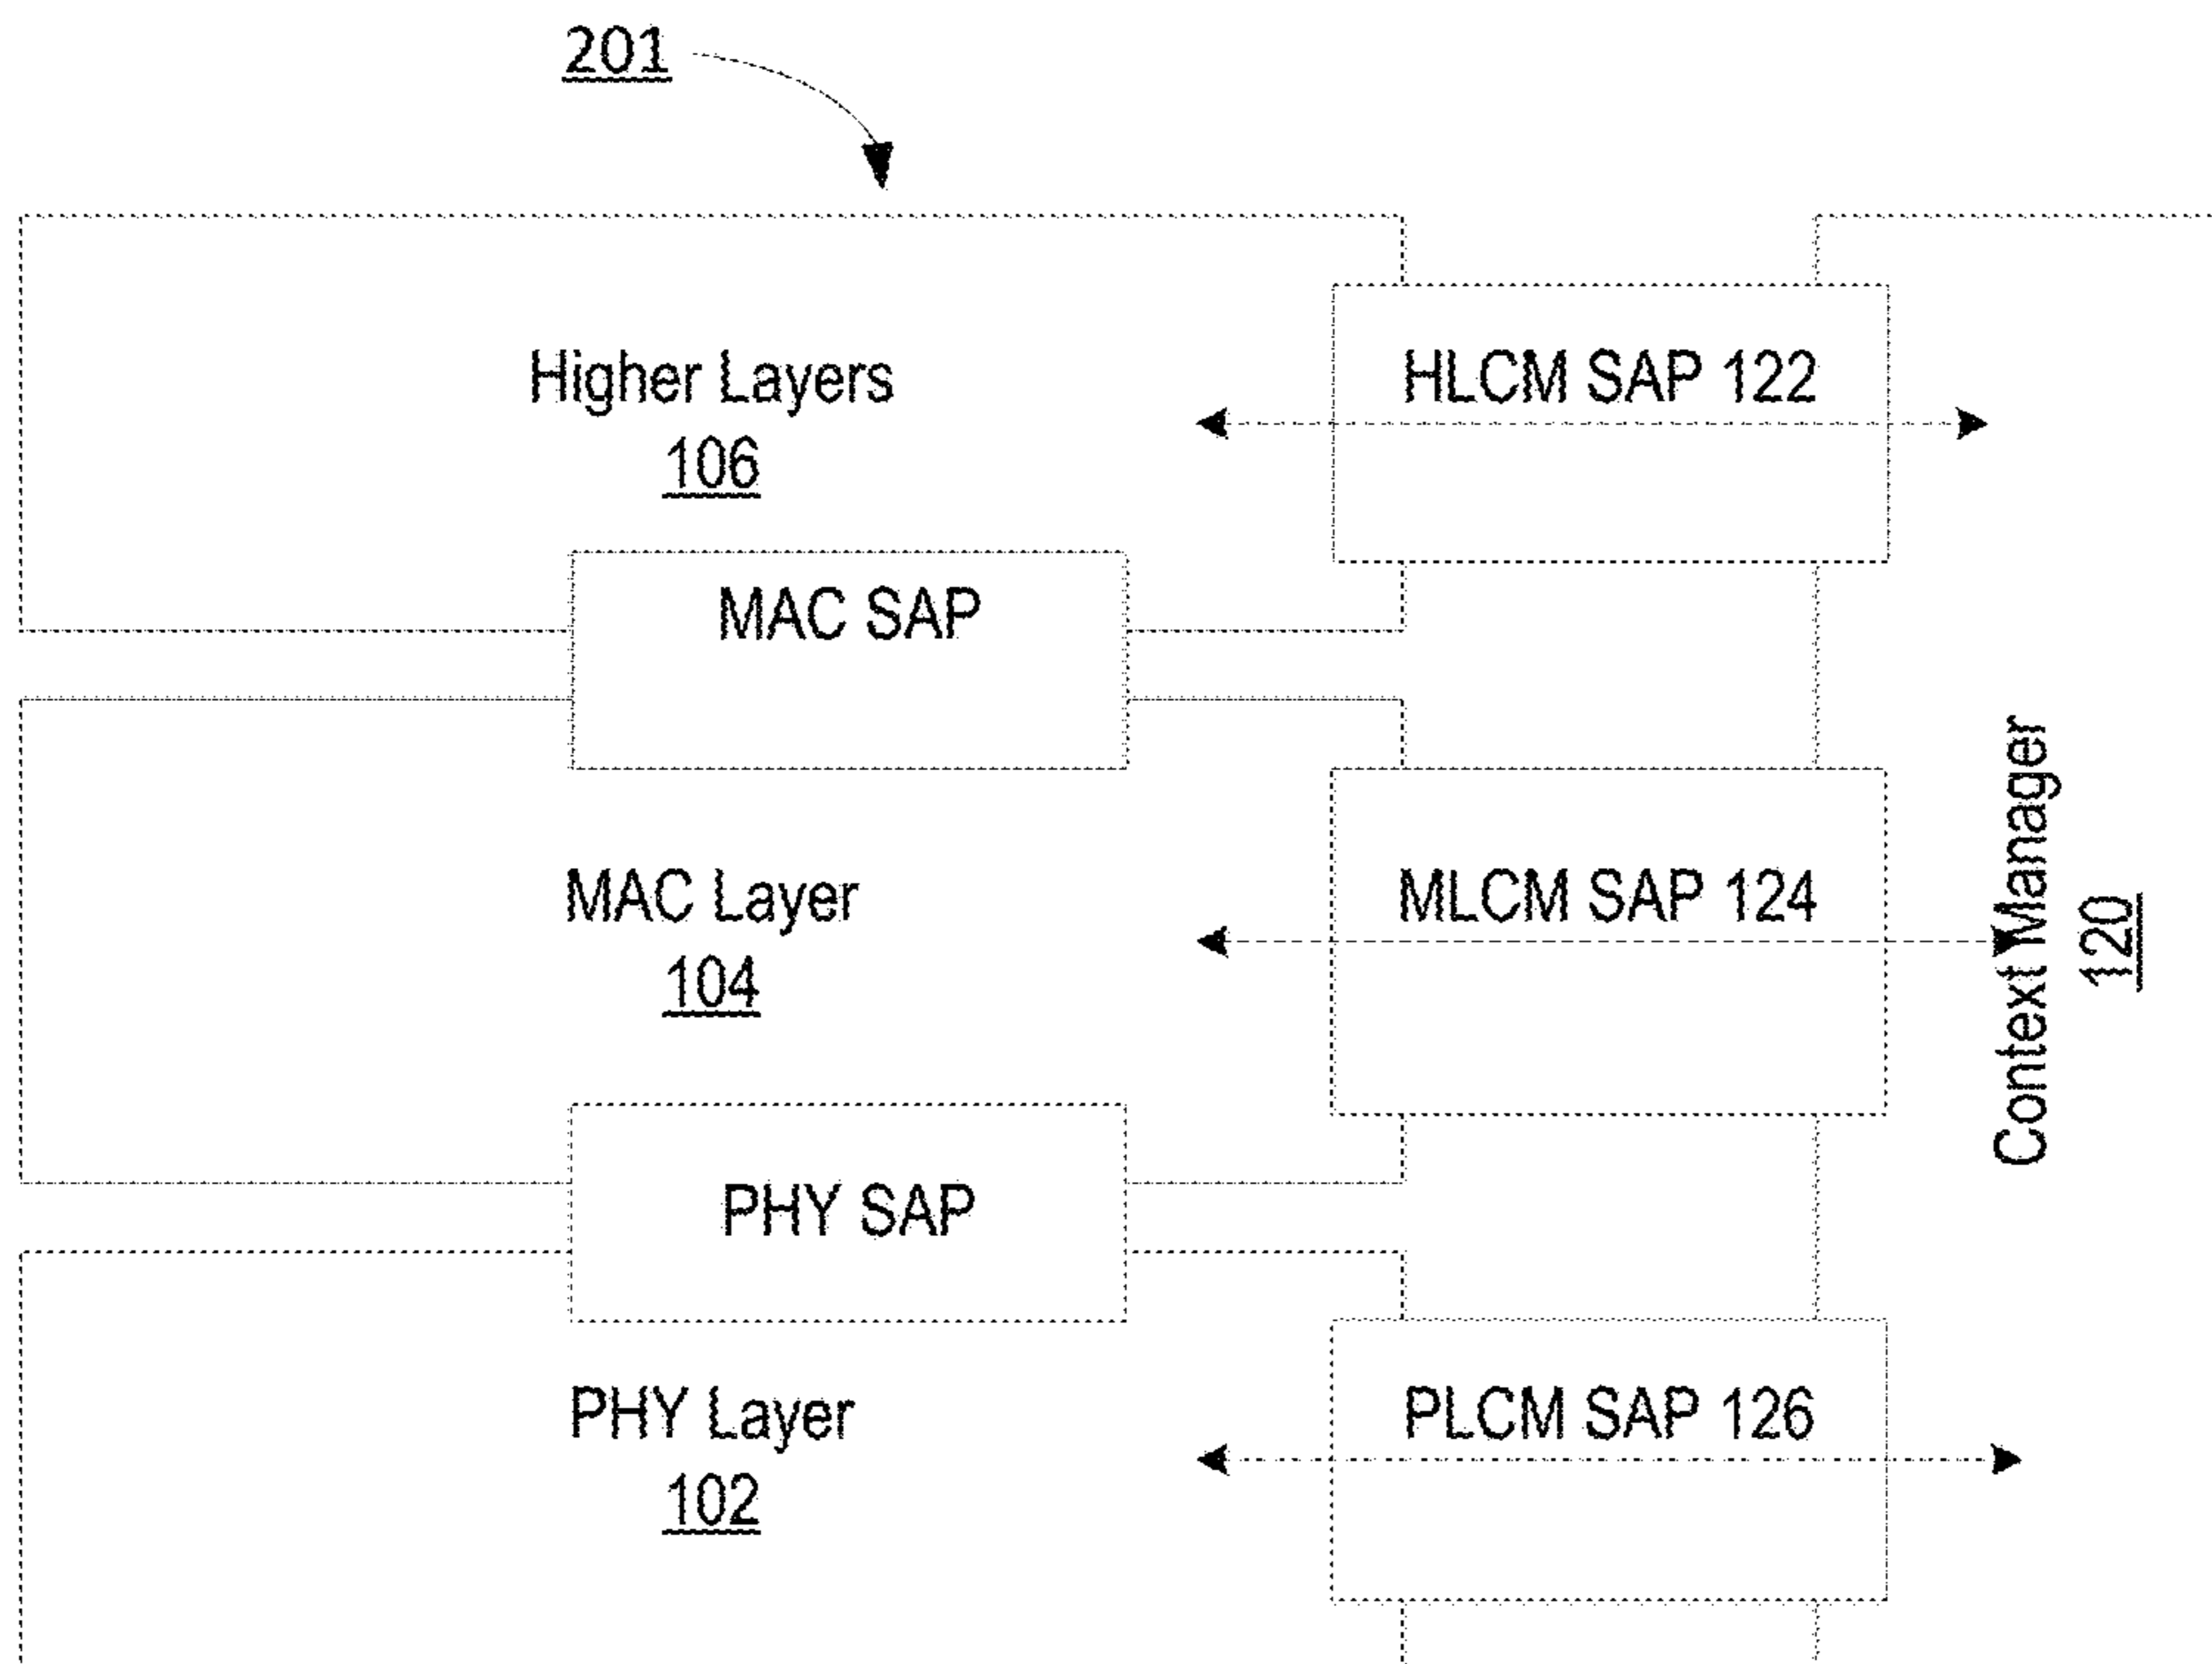 201
Higher Layers
106
HLCM SAP 122
MAC SAP
MAC Layer
104
MLCM SAP 124
Context Manager
120
PHY SAP
PHY Layer
102
PLCM SAP 126